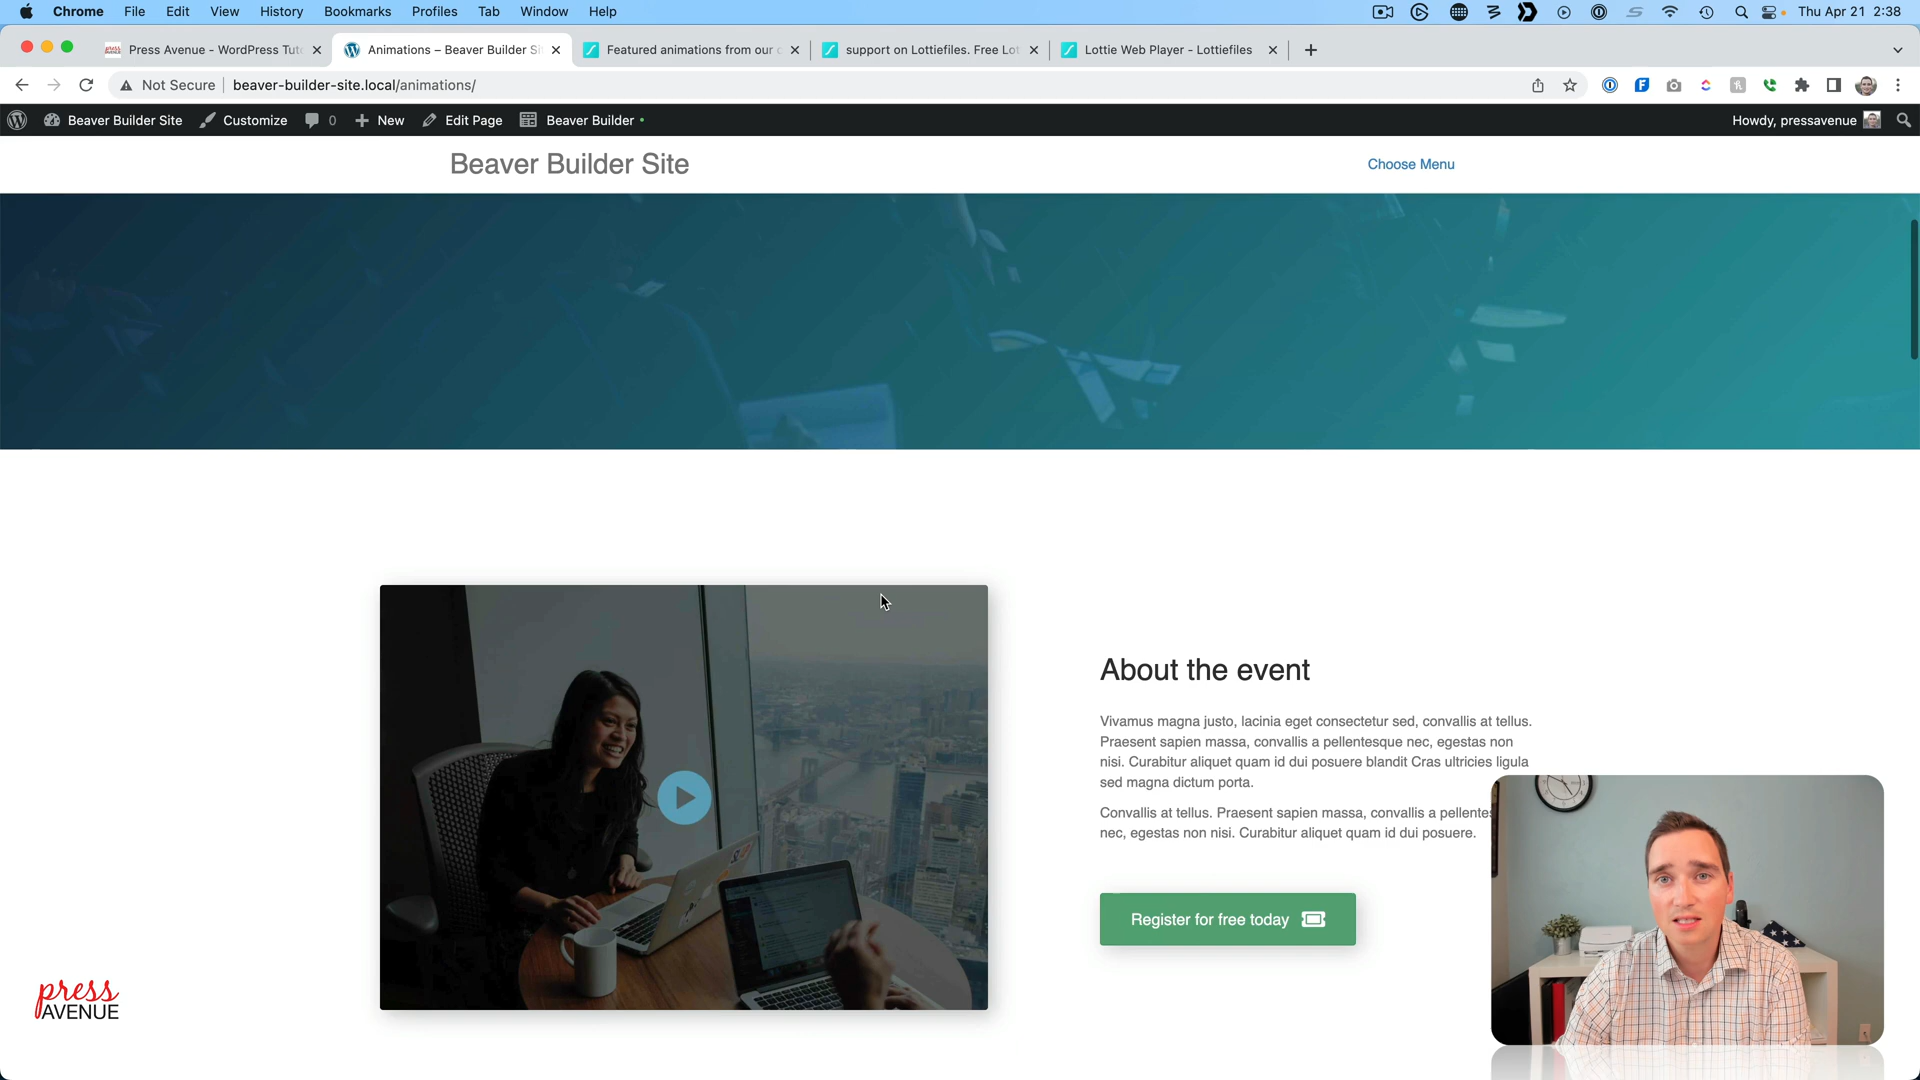 Chrome File Edit View History Bookmarks Profiles Tab Window Help Thu Apr 21 2:38
Press Avenue - WordPress Tut
Animations – Beaver Builder Si
Featured animations from our c
support on Lottiefiles. Free Lot
Lottie Web Player - Lottiefiles
Not Secure beaver-builder-site.local/animations/
Beaver Builder Site Customize 0 New Edit Page Beaver Builder Howdy, pressavenue
Beaver Builder Site
Choose Menu
About the event
Vivamus magna justo, lacinia eget consectetur sed, convallis at tellus.
Praesent sapien massa, convallis a pellentesque nec, egestas non
nisi. Curabitur aliquet quam id dui posuere blandit Cras ultricies ligula
sed magna dictum porta.
Convallis at tellus. Praesent sapien massa, convallis a pellentes
nec, egestas non nisi. Curabitur aliquet quam id dui posuere.
Register for free today
press
AVENUE